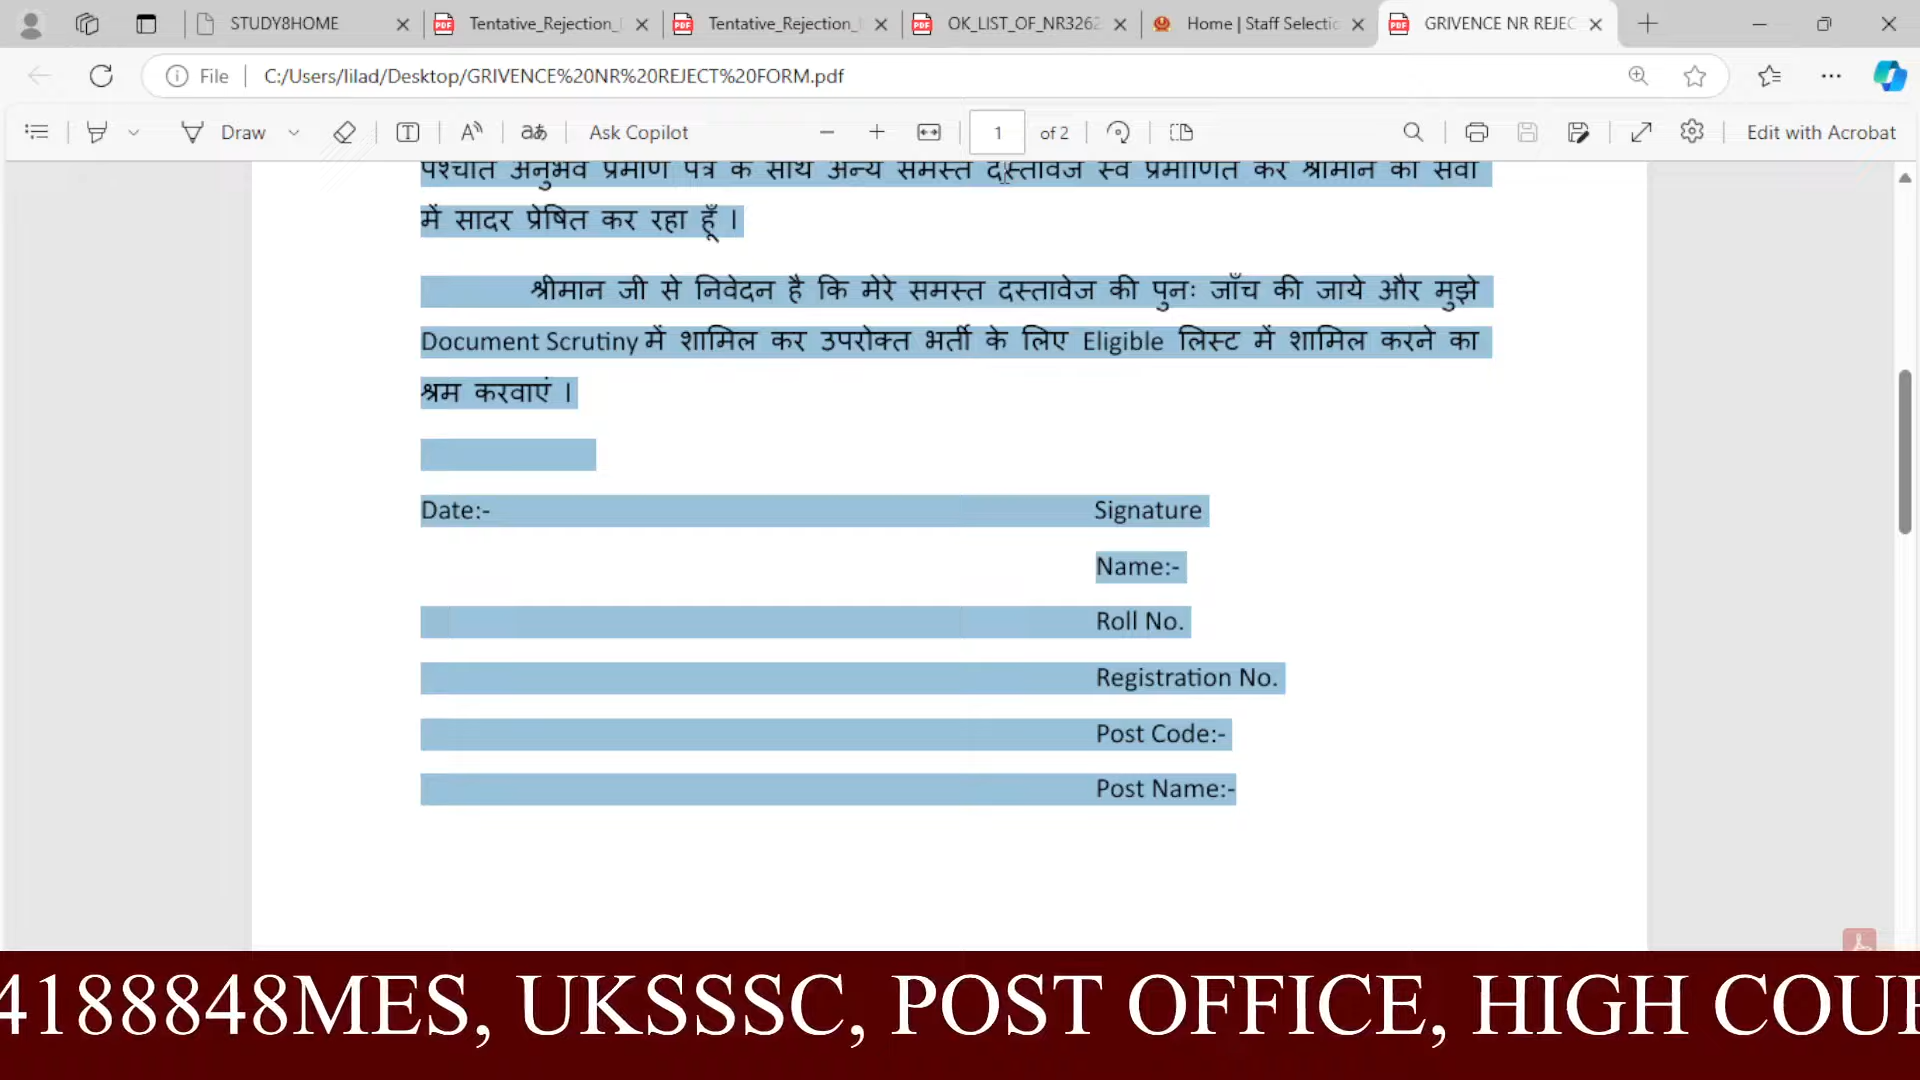 STUDY8HOME
Tentative_Rejection_
Tentative_Rejection_
OK_LIST_OF_NR3262
Home | Staff Selectic
GRIVENCE NR REJEC
File
C:/Users/lilad/Desktop/GRIVENCE%20NR%20REJECT%20FORM.pdf
Draw
Ask Copilot
1
of 2
Edit with Acrobat
पश्चात अनुभव प्रमाण पत्र के साथ अन्य समस्त दस्तावेज स्व प्रमाणित कर श्रीमान की सेवा
में सादर प्रेषित कर रहा हूँ ।
श्रीमान जी से निवेदन है कि मेरे समस्त दस्तावेज की पुनः जाँच की जाये और मुझे
Document Scrutiny में शामिल कर उपरोक्त भर्ती के लिए Eligible लिस्ट में शामिल करने का
श्रम करवाएं ।
Date:- Signature
Name:-
Roll No.
Registration No.
Post Code:-
Post Name:-
4188848MES, UKSSSC, POST OFFICE, HIGH COU